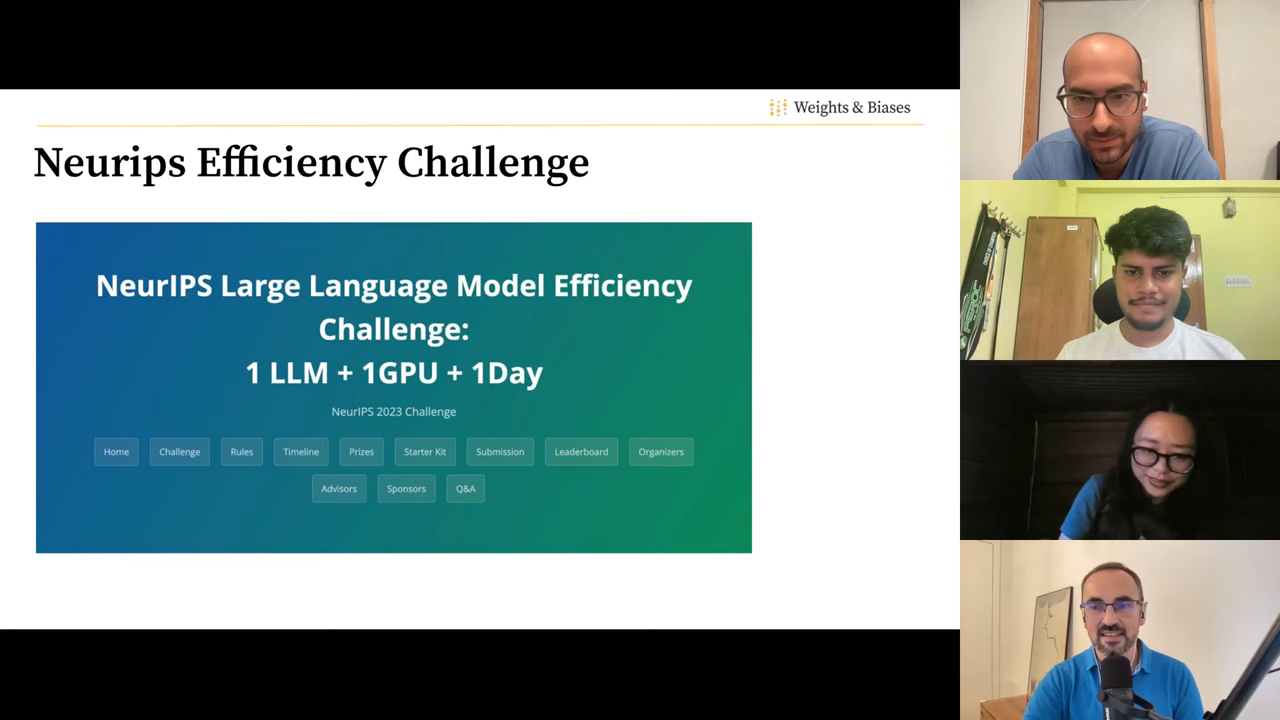 Weights & Biases
Neurips Efficiency Challenge
NeurIPS Large Language Model Efficiency
Challenge:
1 LLM + 1GPU + 1Day
NeurIPS 2023 Challenge
Home Challenge Rules Timeline Prizes Starter Kit Submission Leaderboard Organizers
Advisors Sponsors Q&A